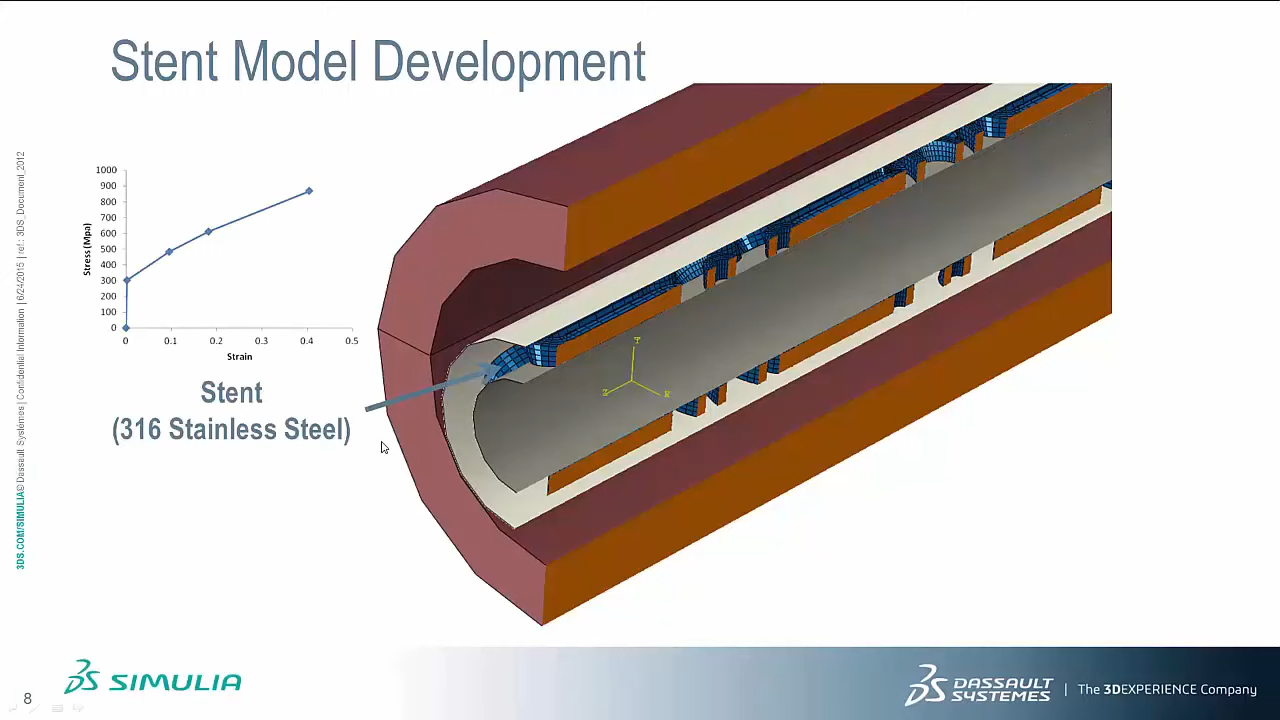 Stent Model Development
3DS.COM/SIMULIA© Dassault Systèmes | Confidential Information | 6/24/2015 | ref.: 3DS_Document_2012
Stress (Mpa)
1000
900
800
700
600
500
400
300
200
100
0
0
0.1
0.2
0.3
0.4
0.5
Strain
Stent
(316 Stainless Steel)
Y
Z
X
8
3DS SIMULIA
3DS DASSAULT
SYSTEMES
The 3DEXPERIENCE Company